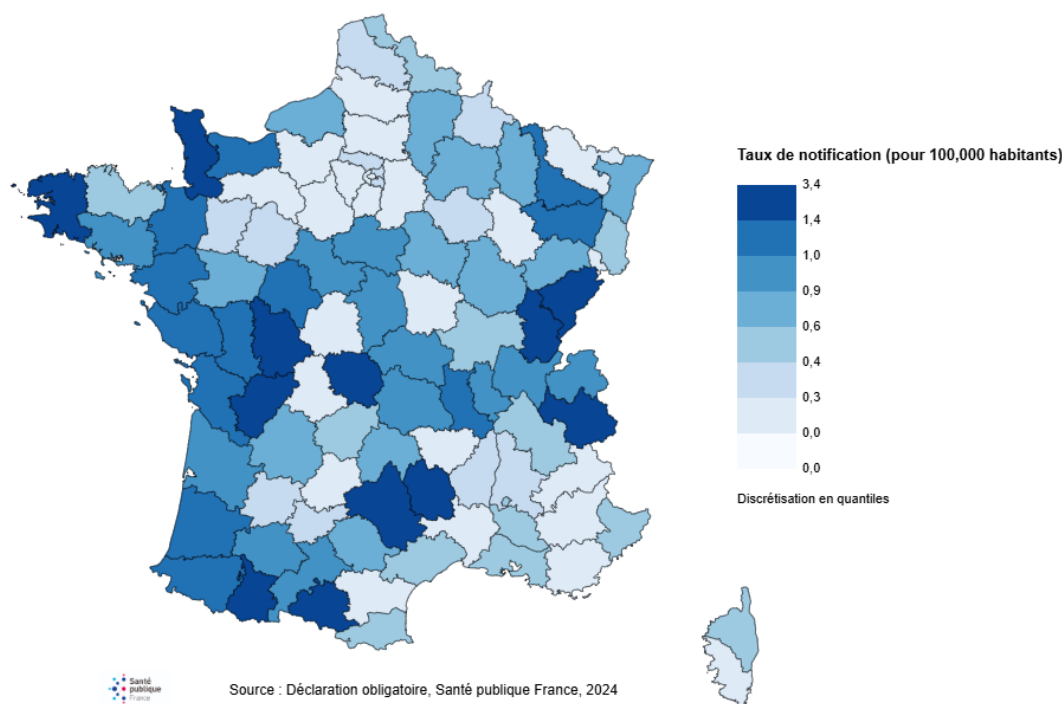 Taux de notification (pour 100,000 habitants)
3,4
1,4
1,0
0,9
0,6
0,4
0,3
0,0
0,0
Discrétisation en quantiles
Santé
publique
France
Source : Déclaration obligatoire, Santé publique France, 2024